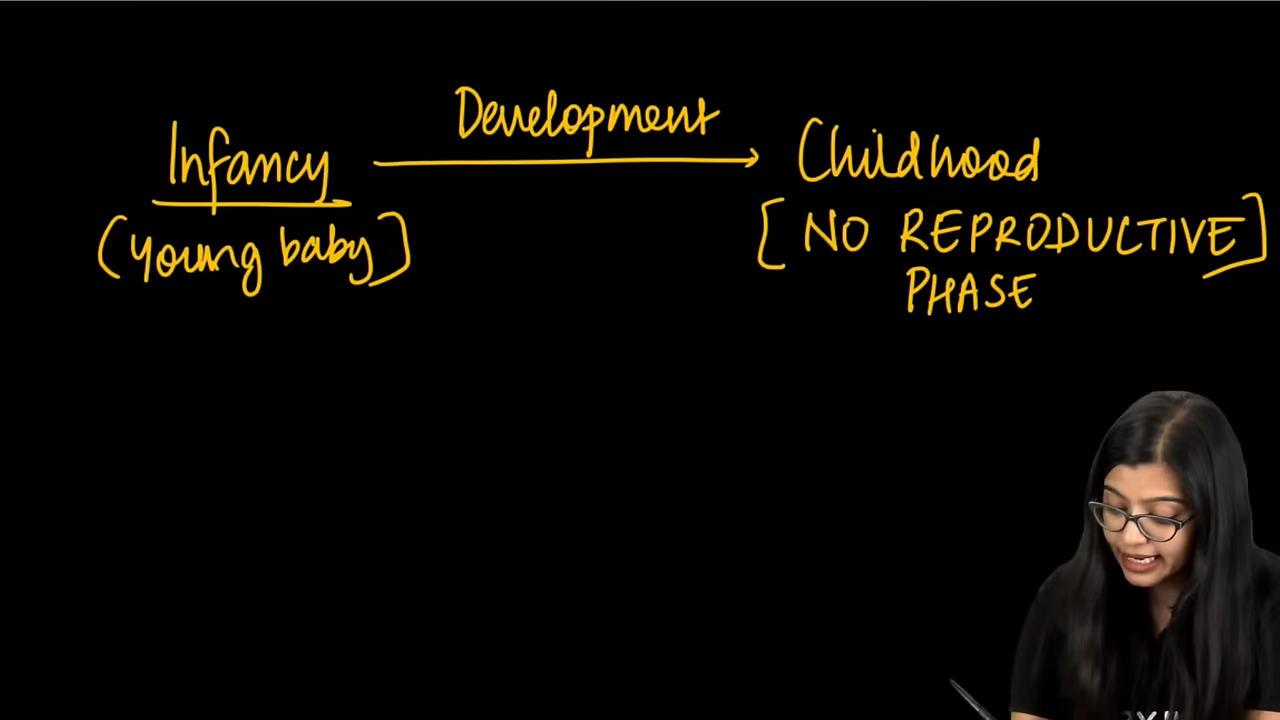 Development
Infancy
Childhood
(Young baby)
[NO REPRODUCTIVE]
PHASE